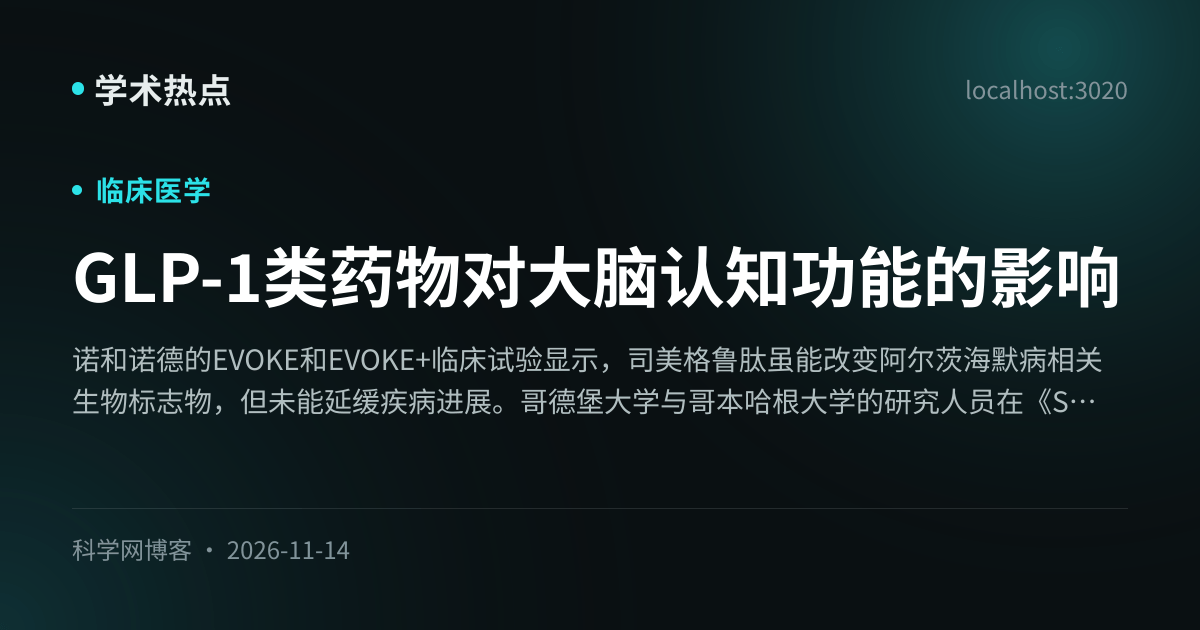 学术热点
localhost:3020
临床医学
GLP-1类药物对大脑认知功能的影响
诺和诺德的EVOKE和EVOKE+临床试验显示，司美格鲁肽虽能改变阿尔茨海默病相关
生物标志物，但未能延缓疾病进展。哥德堡大学与哥本哈根大学的研究人员在《S…
科学网博客 • 2026-11-14